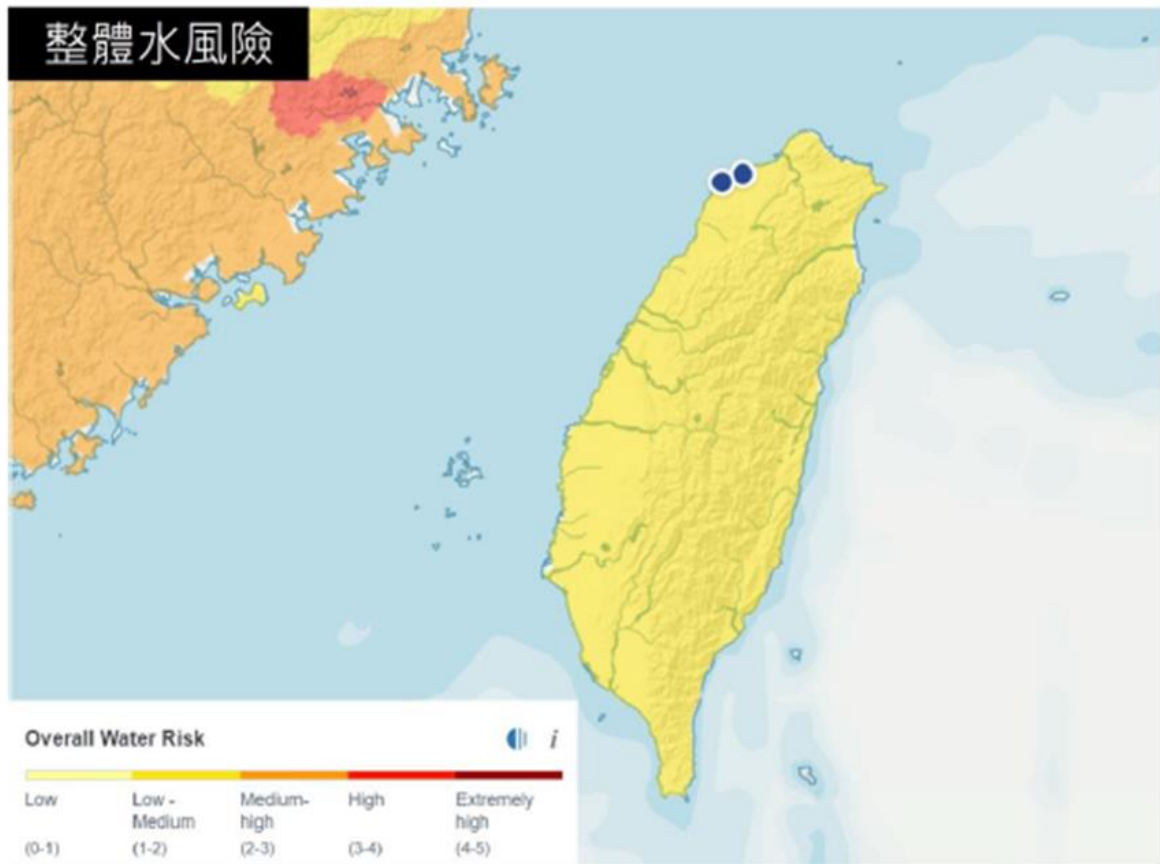 整體水風險
Overall Water Risk
i
Low
Low -
Medium
Medium-
high
High
Extremely
high
(0-1)
(1-2)
(2-3)
(3-4)
(4-5)